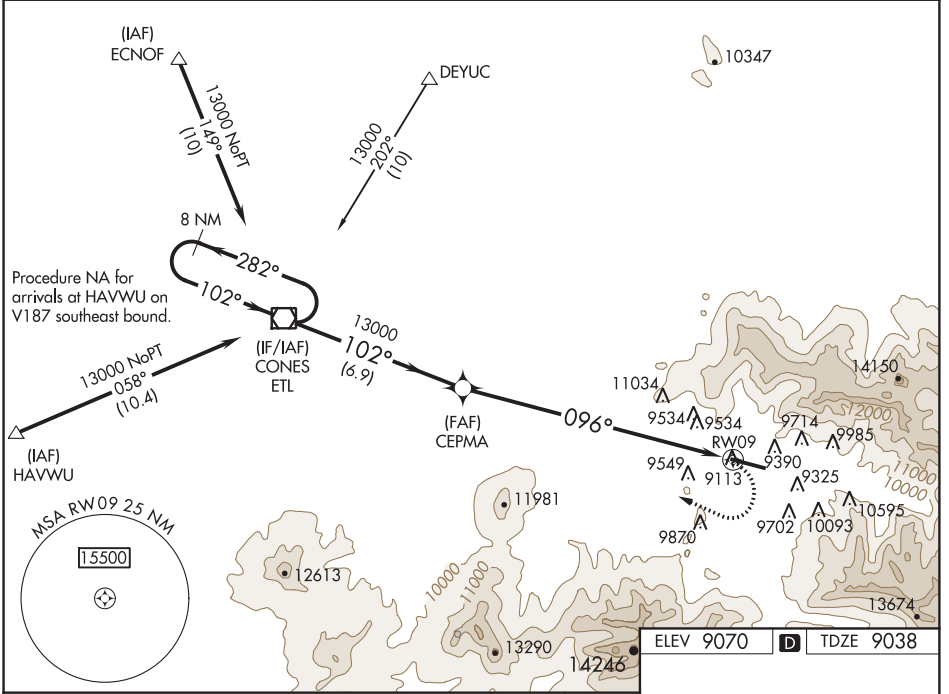 (IAF)
ECNOF
DEYUC
10347
13000 NoPT
149°
(10)
13000
202°
(10)
8 NM
282°
102°
Procedure NA for
arrivals at HAVWU on
V187 southeast bound.
(IF/IAF)
CONES
ETL
13000
102°
(6.9)
13000 NoPT
058°
(10.4)
(IAF)
HAVWU
(FAF)
CEPMA
096°
11034
9534
9534
14150
12000
9714
9985
RW09
9390
11000
10000
9549
9113
9325
10595
9870
9702
10093
11981
MSA RW09 25 NM
15500
12613
10000
11000
13290
14246
13674
ELEV 9070
D
TDZE 9038